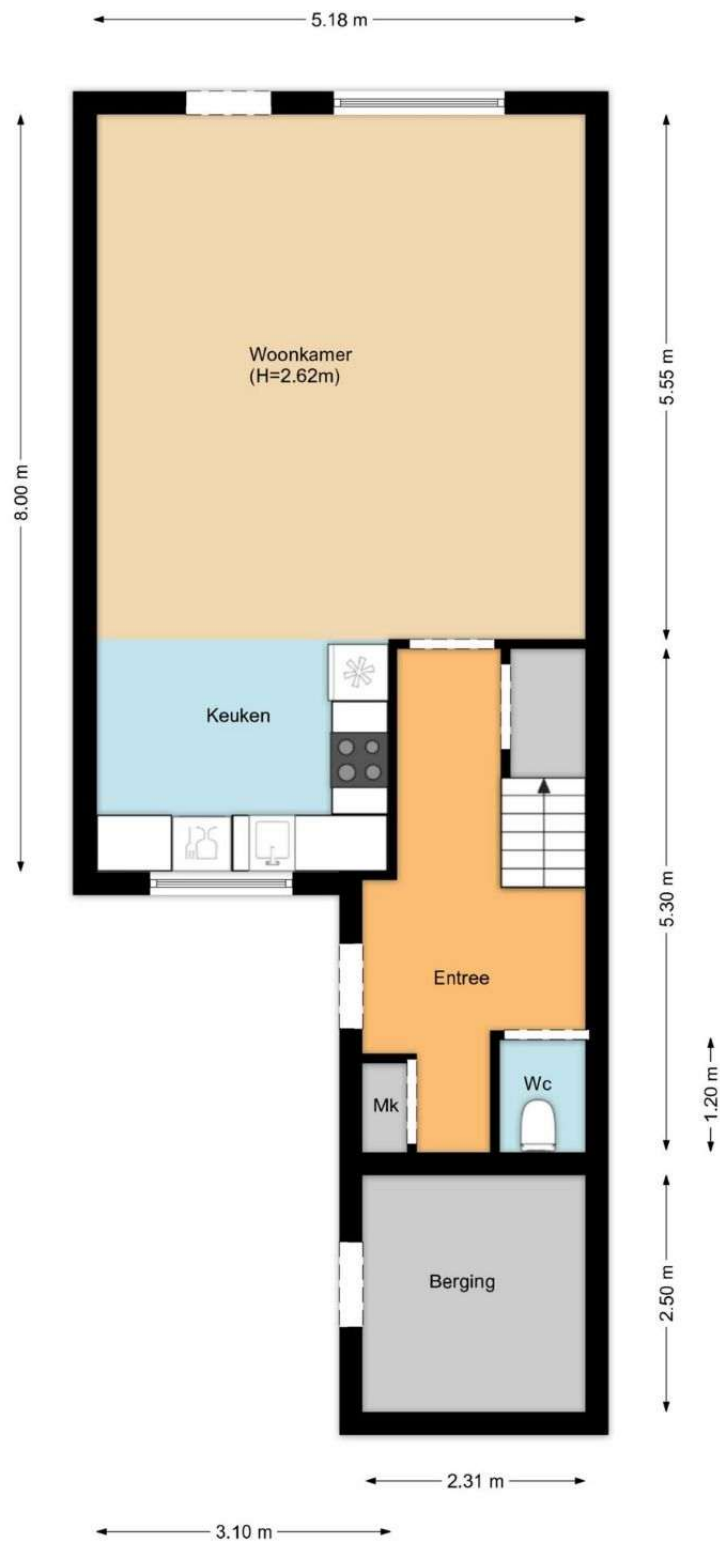 5.18 m
Woonkamer
(H=2.62m)
5.55 m
8.00 m
Keuken
5.30 m
Entree
Wc
Mk
1.20 m
Berging
2.50 m
2.31 m
3.10 m